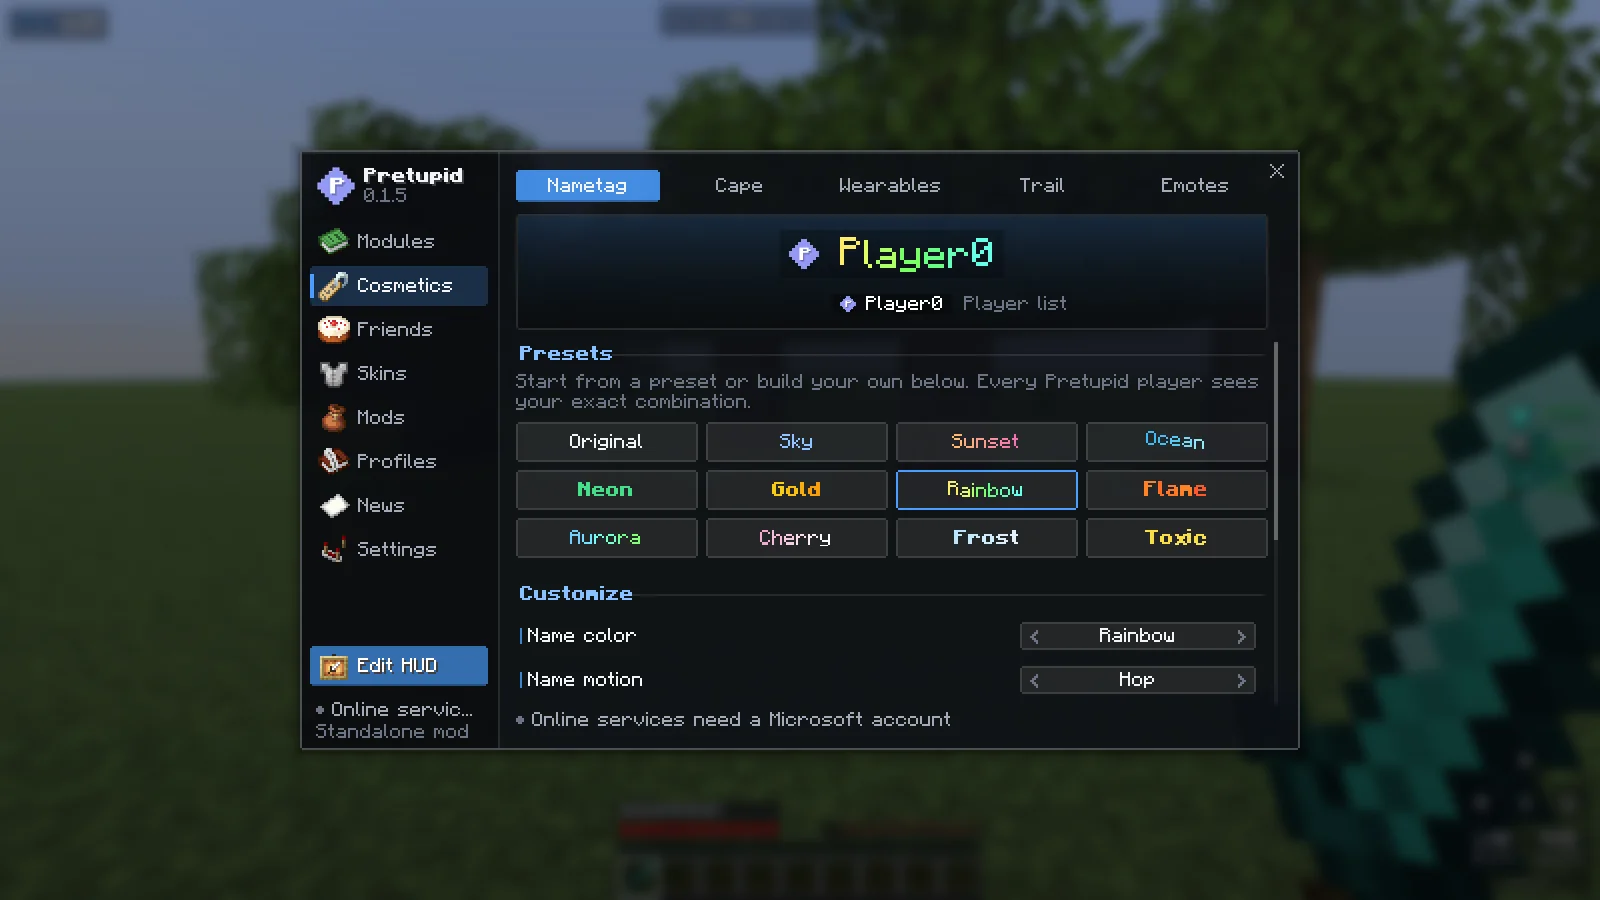 Pretupid
0.1.5
Modules
Cosmetics
Friends
Skins
Mods
Profiles
News
Settings
Edit HUD
Online servic...
Standalone mod
Nametag
Cape
Wearables
Trail
Emotes
P Player0
P Player0 Player list
Presets
Start from a preset or build your own below. Every Pretupid player sees
your exact combination.
Original
Sky
Sunset
Ocean
Neon
Gold
Rainbow
Flame
Aurora
Cherry
Frost
Toxic
Customize
Name color
< Rainbow >
Name motion
< Hop >
Online services need a Microsoft account